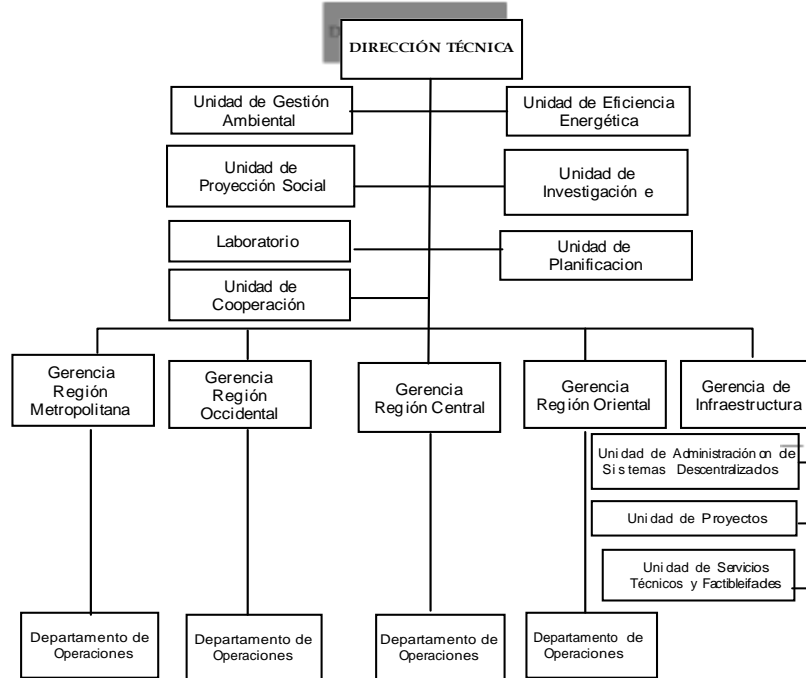 DIRECCIÓN TÉCNICA
Unidad de Gestión
Ambiental
Unidad de Eficiencia
Energética
Unidad de
Proyección Social
Unidad de
Investigación e
Laboratorio
Unidad de
Planificacion
Unidad de
Cooperación
Gerencia
Región
Metropolitana
Gerencia
Región
Occidental
Gerencia
Región Central
Gerencia
Región Oriental
Gerencia de
Infraestructura
Unidad de Administración de
Sistemas Descentralizados
Unidad de Proyectos
Unidad de Servicios
Técnicos y Factibleifades
Departamento de
Operaciones
Departamento de
Operaciones
Departamento de
Operaciones
Departamento de
Operaciones